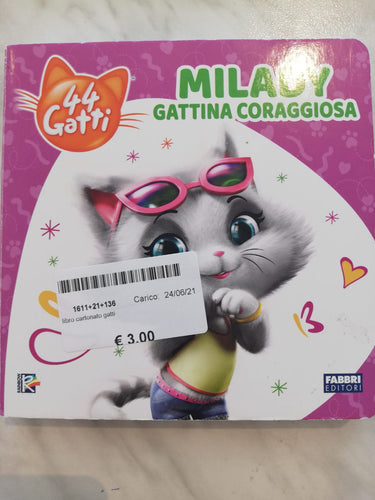 44
Gatti
MILADY
GATTINA CORAGGIOSA
1611+21+136
Carico: 24/06/21
libro cartonato gatti
€ 3.00
RAINBOW
FABBRI
EDITORI